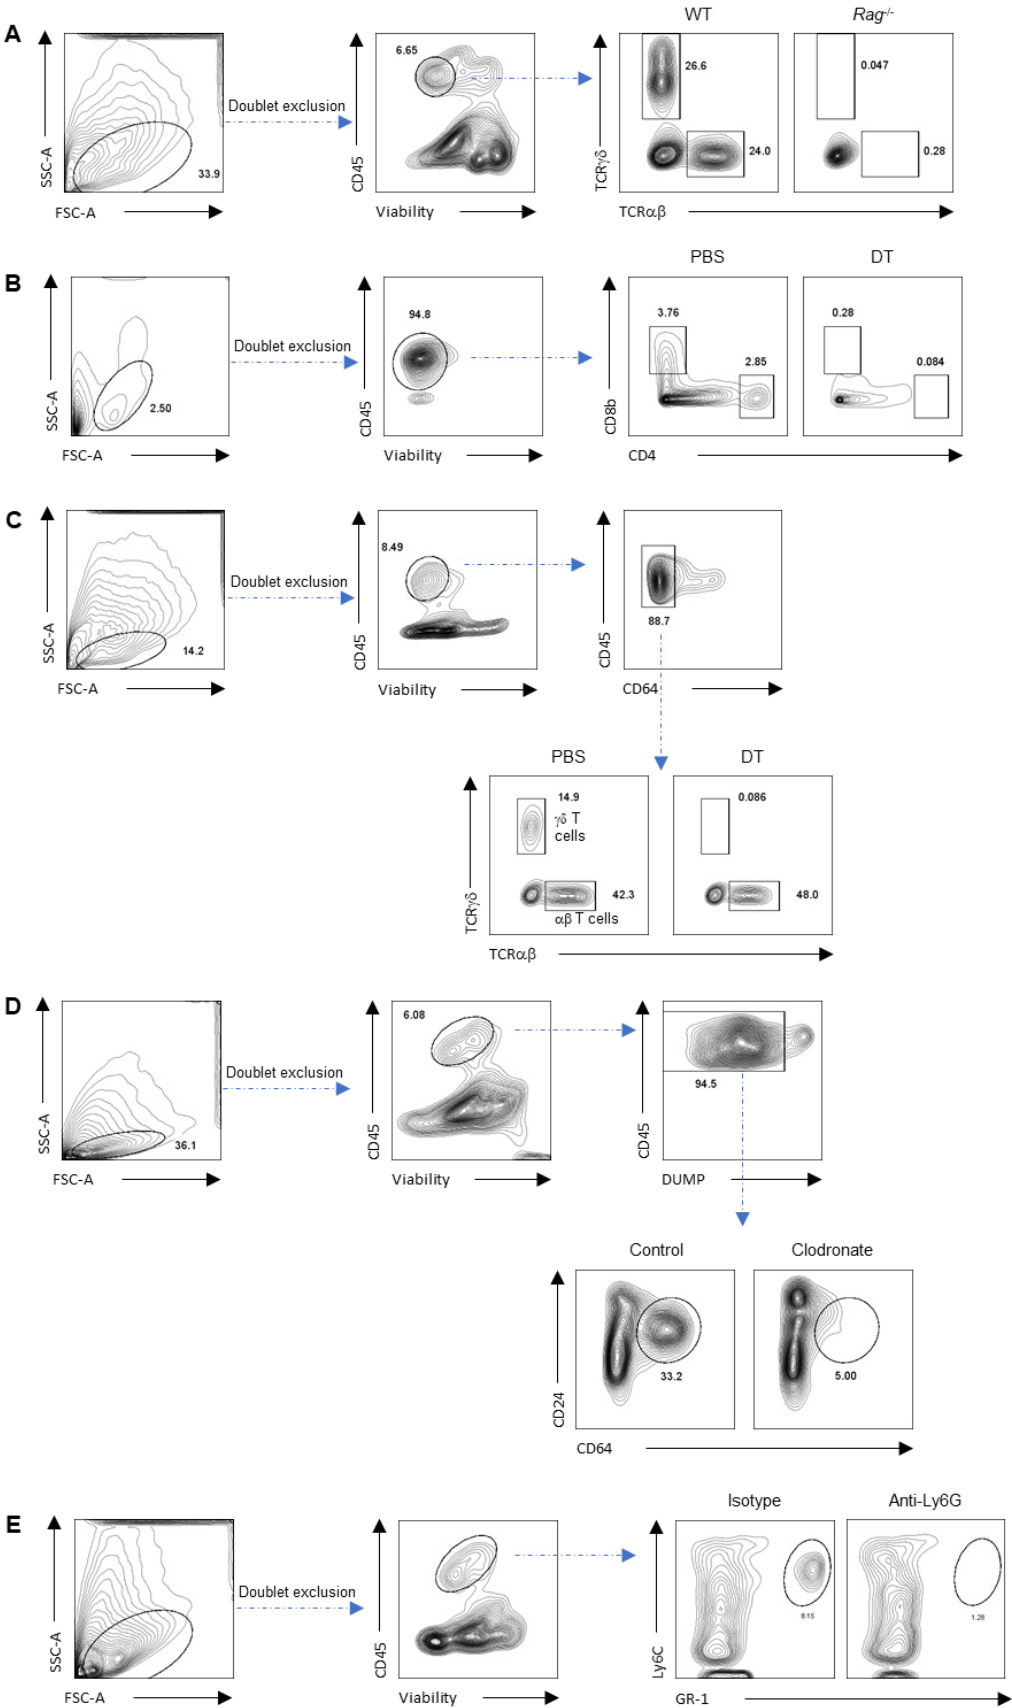 A
WT
Rag-/-
SSC-A
33.9
FSC-A
Doublet exclusion
6.65
CD45
Viability
TCRγδ
26.6
24.0
0.047
0.28
TCRαβ
B
PBS
DT
SSC-A
2.50
FSC-A
Doublet exclusion
94.8
CD45
Viability
CD8b
3.76
2.85
0.28
0.084
CD4
C
SSC-A
14.2
FSC-A
Doublet exclusion
8.49
CD45
Viability
CD45
88.7
CD64
PBS
DT
TCRγδ
14.9
γδ T
cells
42.3
αβ T cells
0.086
48.0
TCRαβ
D
SSC-A
36.1
FSC-A
Doublet exclusion
6.08
CD45
Viability
CD45
94.5
DUMP
Control
Clodronate
CD24
33.2
5.00
CD64
E
Isotype
Anti-Ly6G
SSC-A
FSC-A
Doublet exclusion
CD45
Viability
Ly6C
8.15
1.28
GR-1